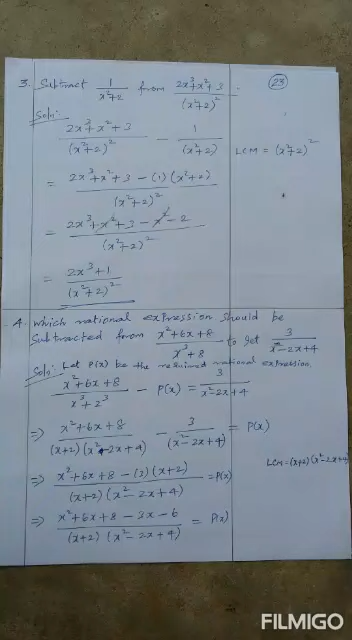 3. Subtract 1/(x²+2) from (2x³+x²+3)/(x²+2)². (23)
Soln:
(2x³+x²+3)/(x²+2)² − 1/(x²+2) LCM = (x²+2)²
= (2x³+x²+3 − (1)(x²+2))/(x²+2)²
= (2x³+x²+3−x²−2)/(x²+2)²
= (2x³+1)/(x²+2)²
4. Which rational expression should be
subtracted from (x²+6x+8)/(x³+8) to get 3/(x²−2x+4)
Soln: Let P(x) be the required rational expression.
(x²+6x+8)/(x³+2³) − P(x) = 3/(x²−2x+4)
⇒ (x²+6x+8)/((x+2)(x²−2x+4)) − 3/(x²−2x+4) = P(x)
LCM=(x+2)(x²−2x+4)
⇒ (x²+6x+8 − (3)(x+2))/((x+2)(x²−2x+4)) = P(x)
⇒ (x²+6x+8−3x−6)/((x+2)(x²−2x+4)) = P(x)
FILMIGO